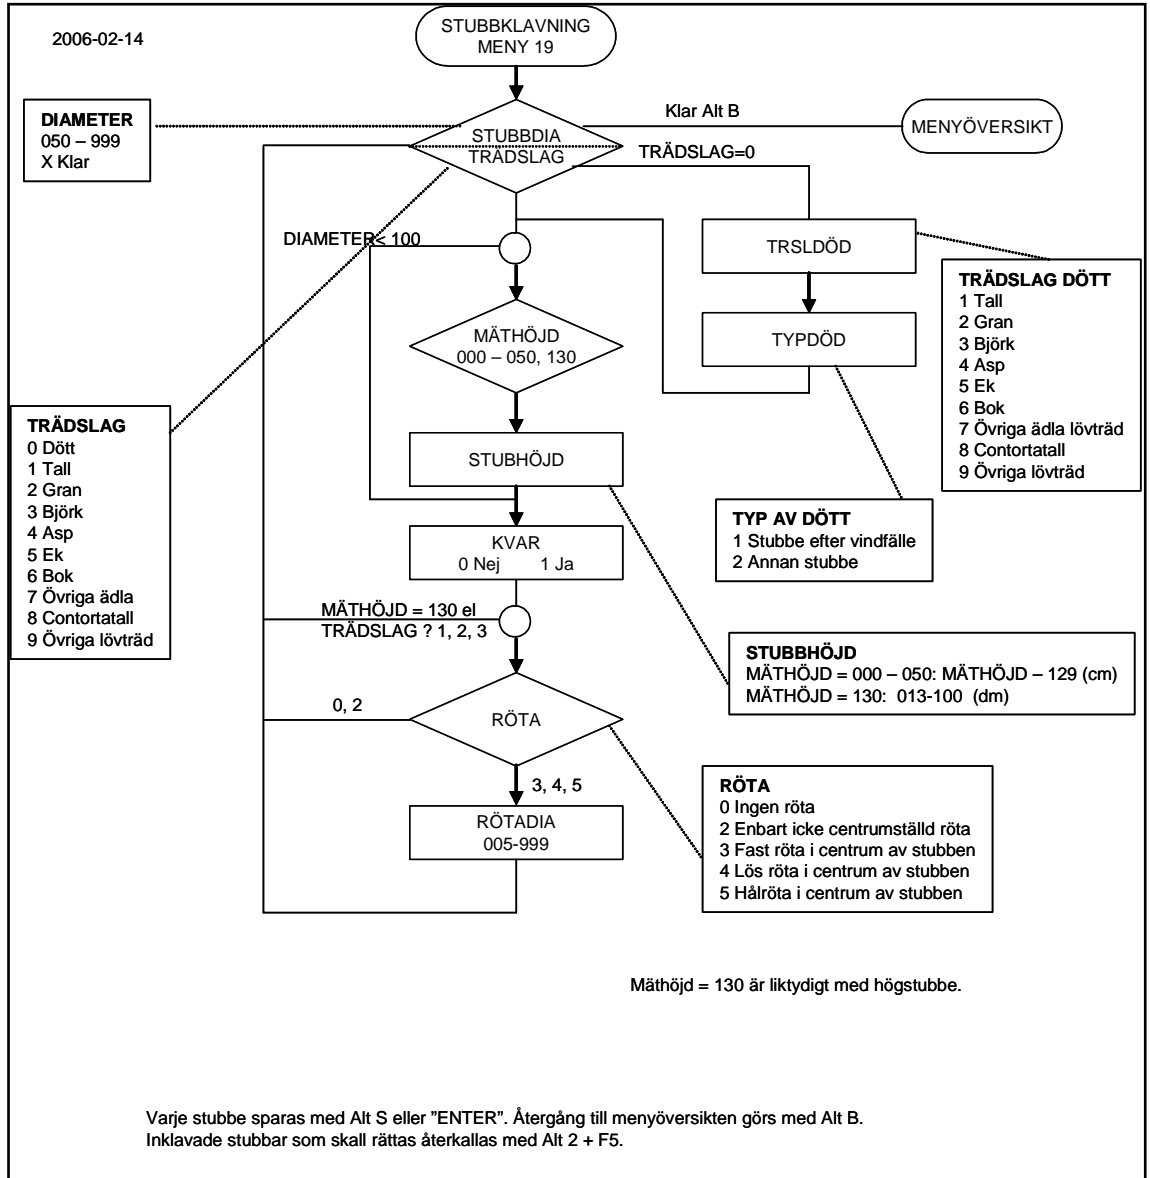 STUBBKLAVNING
MENY 19
2006-02-14
DIAMETER
050 – 999
X Klar
STUBBDIA
TRÄDSLAG
Klar Alt B
MENYÖVERSIKT
TRÄDSLAG=0
DIAMETER< 100
TRSLDÖD
TYPDÖD
TRÄDSLAG DÖTT
1 Tall
2 Gran
3 Björk
4 Asp
5 Ek
6 Bok
7 Övriga ädla lövträd
8 Contortatall
9 Övriga lövträd
MÄTHÖJD
000 – 050, 130
TRÄDSLAG
0 Dött
1 Tall
2 Gran
3 Björk
4 Asp
5 Ek
6 Bok
7 Övriga ädla
8 Contortatall
9 Övriga lövträd
STUBHÖJD
TYP AV DÖTT
1 Stubbe efter vindfälle
2 Annan stubbe
KVAR
0 Nej 1 Ja
MÄTHÖJD = 130 el
TRÄDSLAG ? 1, 2, 3
STUBBHÖJD
MÄTHÖJD = 000 – 050: MÄTHÖJD – 129 (cm)
MÄTHÖJD = 130: 013-100 (dm)
0, 2
RÖTA
3, 4, 5
RÖTADIA
005-999
RÖTA
0 Ingen röta
2 Enbart icke centrumställd röta
3 Fast röta i centrum av stubben
4 Lös röta i centrum av stubben
5 Hålröta i centrum av stubben
Mäthöjd = 130 är liktydigt med högstubbe.
Varje stubbe sparas med Alt S eller "ENTER". Återgång till menyöversikten görs med Alt B.
Inklavade stubbar som skall rättas återkallas med Alt 2 + F5.